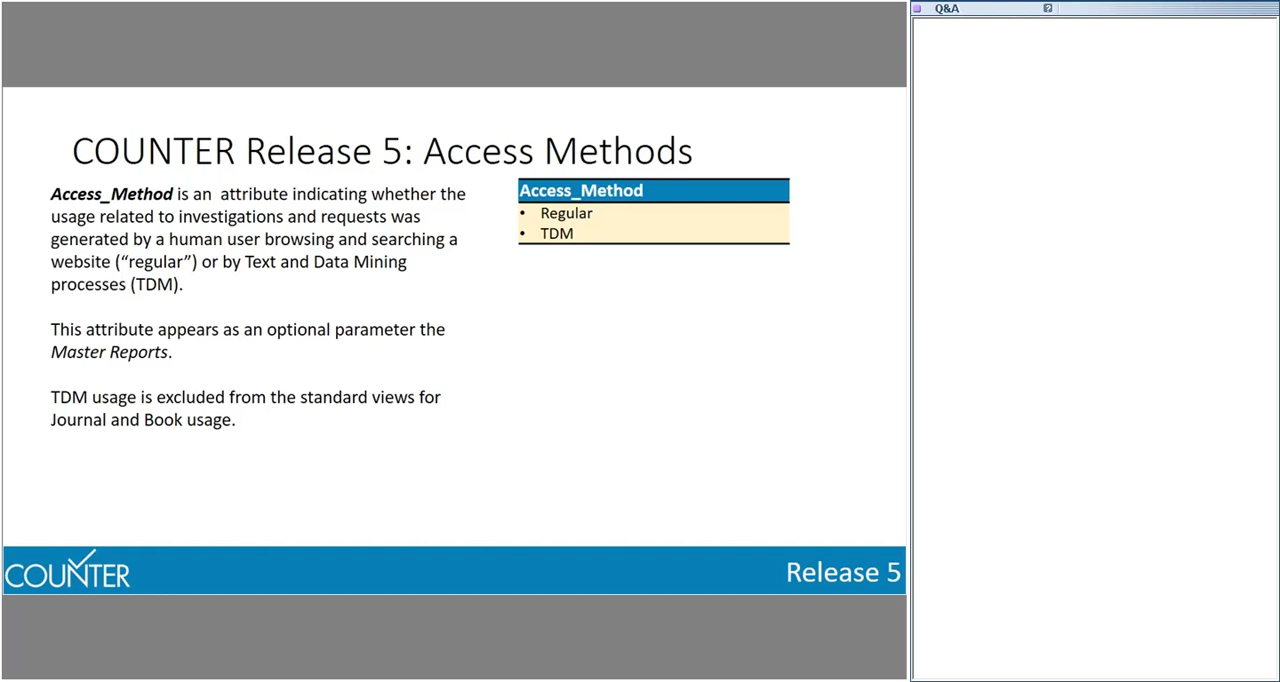 Q&A
COUNTER Release 5: Access Methods
Access_Method is an attribute indicating whether the
usage related to investigations and requests was
generated by a human user browsing and searching a
website (“regular”) or by Text and Data Mining
processes (TDM).
This attribute appears as an optional parameter the
Master Reports.
TDM usage is excluded from the standard views for
Journal and Book usage.
Access_Method
• Regular
• TDM
COUNTER
Release 5